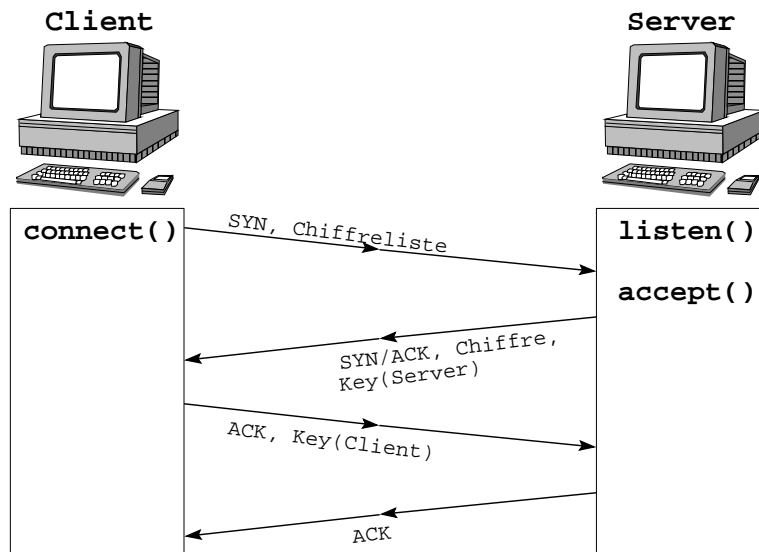 Client
Server
connect()
SYN, Chiffreliste
listen()
accept()
SYN/ACK, Chiffre,
Key(Server)
ACK, Key(Client)
ACK